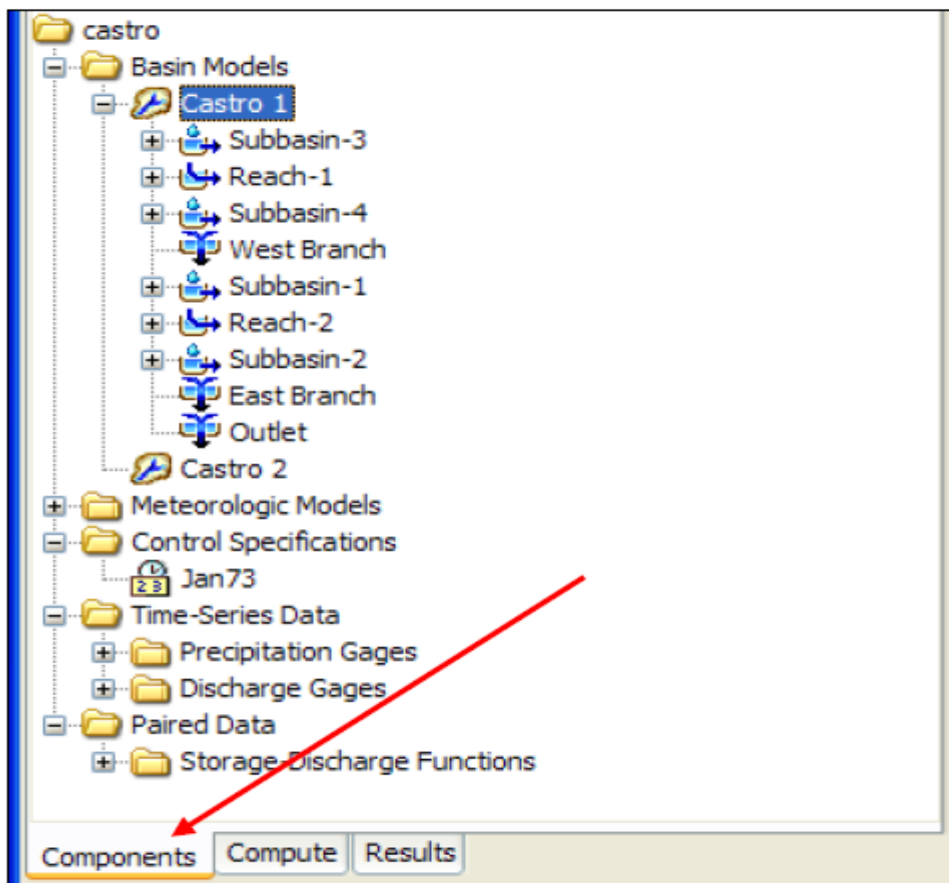 castro
Basin Models
Castro 1
Subbasin-3
Reach-1
Subbasin-4
West Branch
Subbasin-1
Reach-2
Subbasin-2
East Branch
Outlet
Castro 2
Meteorologic Models
Control Specifications
2 3 Jan73
Time-Series Data
Precipitation Gages
Discharge Gages
Paired Data
Storage-Discharge Functions
Components Compute Results